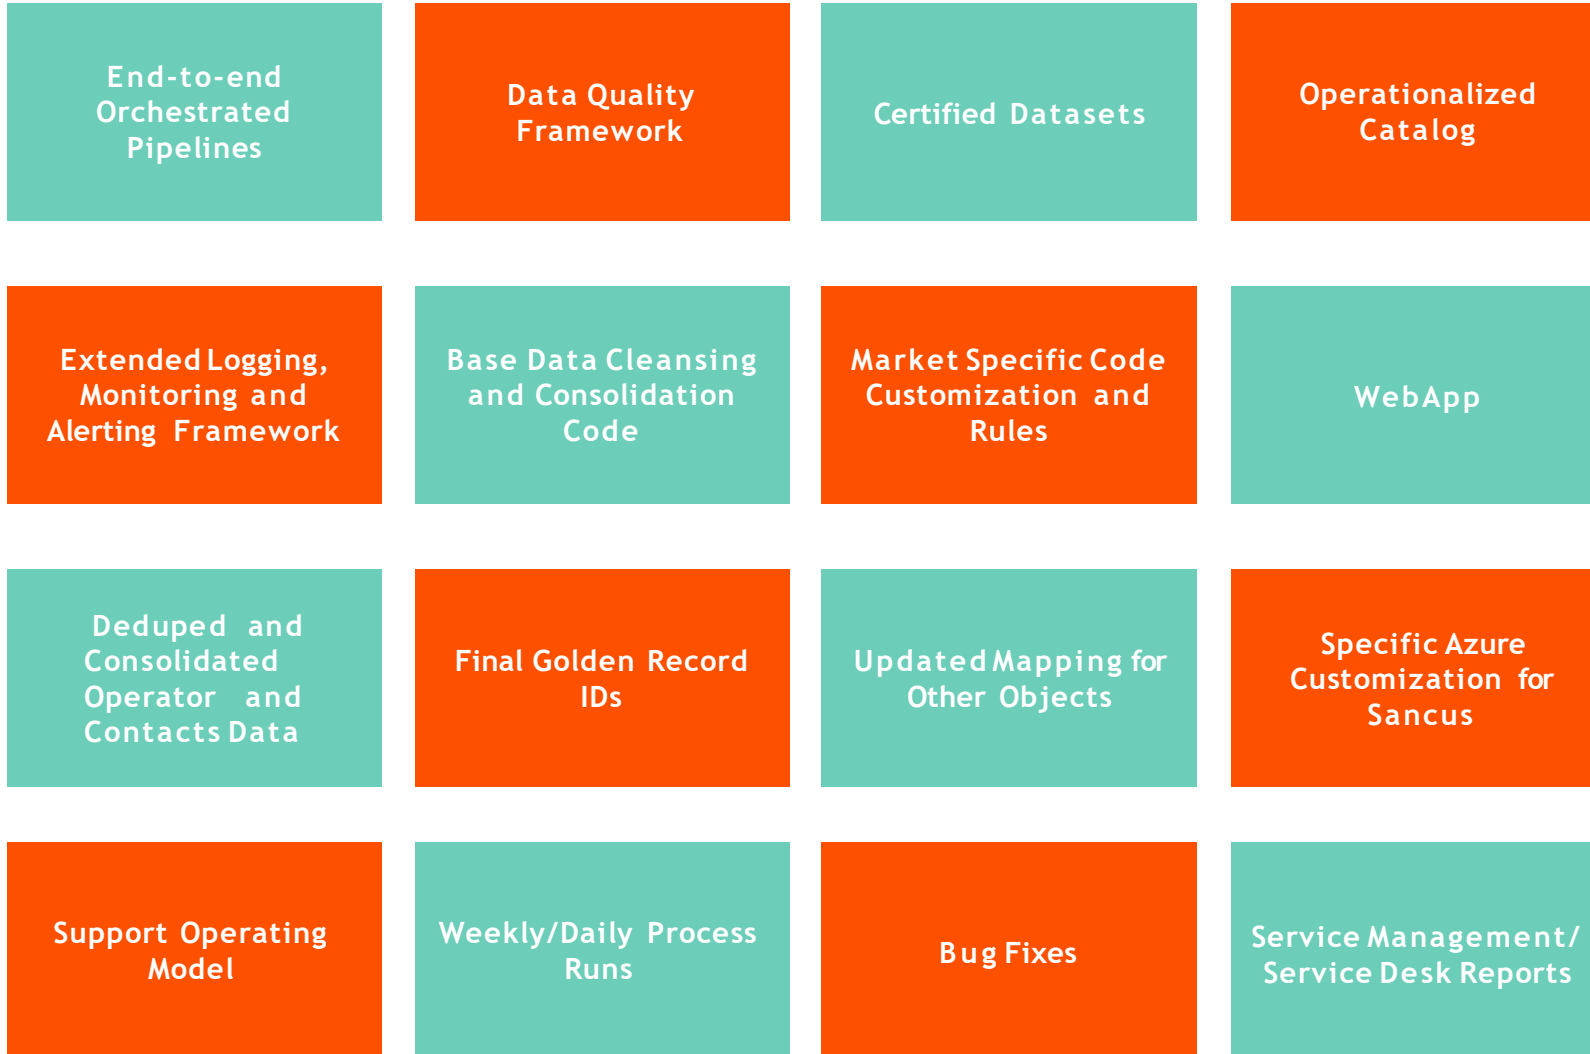 End-to-end
Orchestrated
Pipelines
Data Quality
Framework
Certified Datasets
Operationalized
Catalog
Extended Logging,
Monitoring and
Alerting Framework
Base Data Cleansing
and Consolidation
Code
Market Specific Code
Customization and
Rules
WebApp
Deduped and
Consolidated
Operator and
Contacts Data
Final Golden Record
IDs
Updated Mapping for
Other Objects
Specific Azure
Customization for
Sancus
Support Operating
Model
Weekly/Daily Process
Runs
Bug Fixes
Service Management/
Service Desk Reports